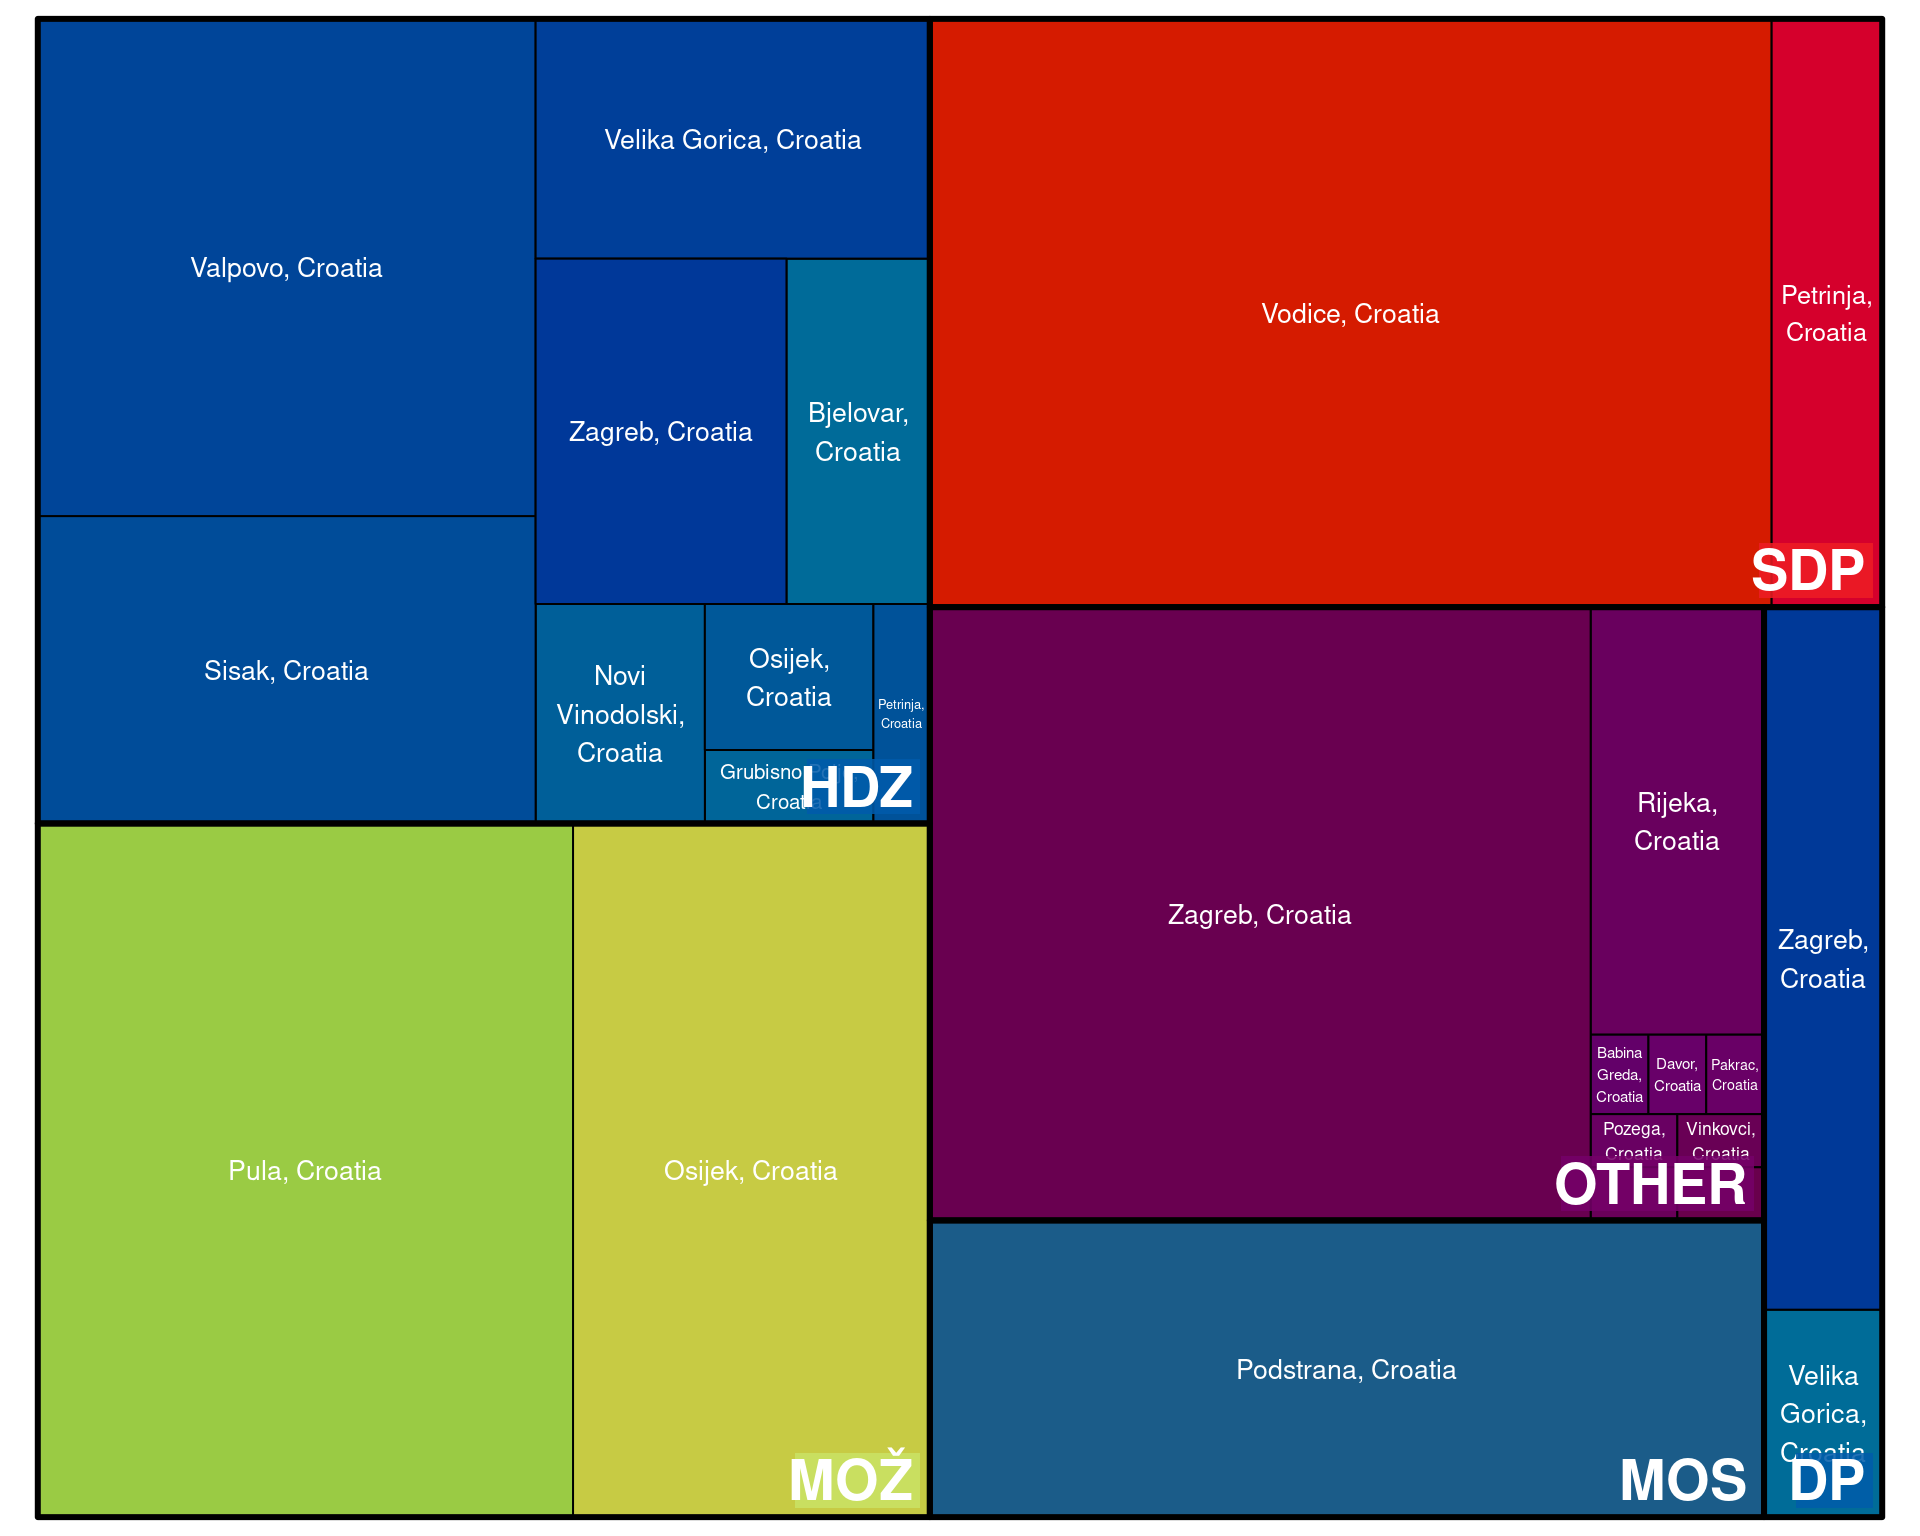 Valpovo, Croatia
Velika Gorica, Croatia
Zagreb, Croatia
Bjelovar,
Croatia
Sisak, Croatia
Novi
Vinodolski,
Croatia
Osijek,
Croatia
Petrinja,
Croatia
Grubisno
Croatia
HDZ
Vodice, Croatia
Petrinja,
Croatia
SDP
Pula, Croatia
Osijek, Croatia
MOŽ
Zagreb, Croatia
Rijeka,
Croatia
Babina
Greda,
Croatia
Davor,
Croatia
Pakrac,
Croatia
Pozega,
Croatia
Vinkovci,
Croatia
OTHER
Podstrana, Croatia
MOS
Zagreb,
Croatia
Velika
Gorica,
Croatia
DP